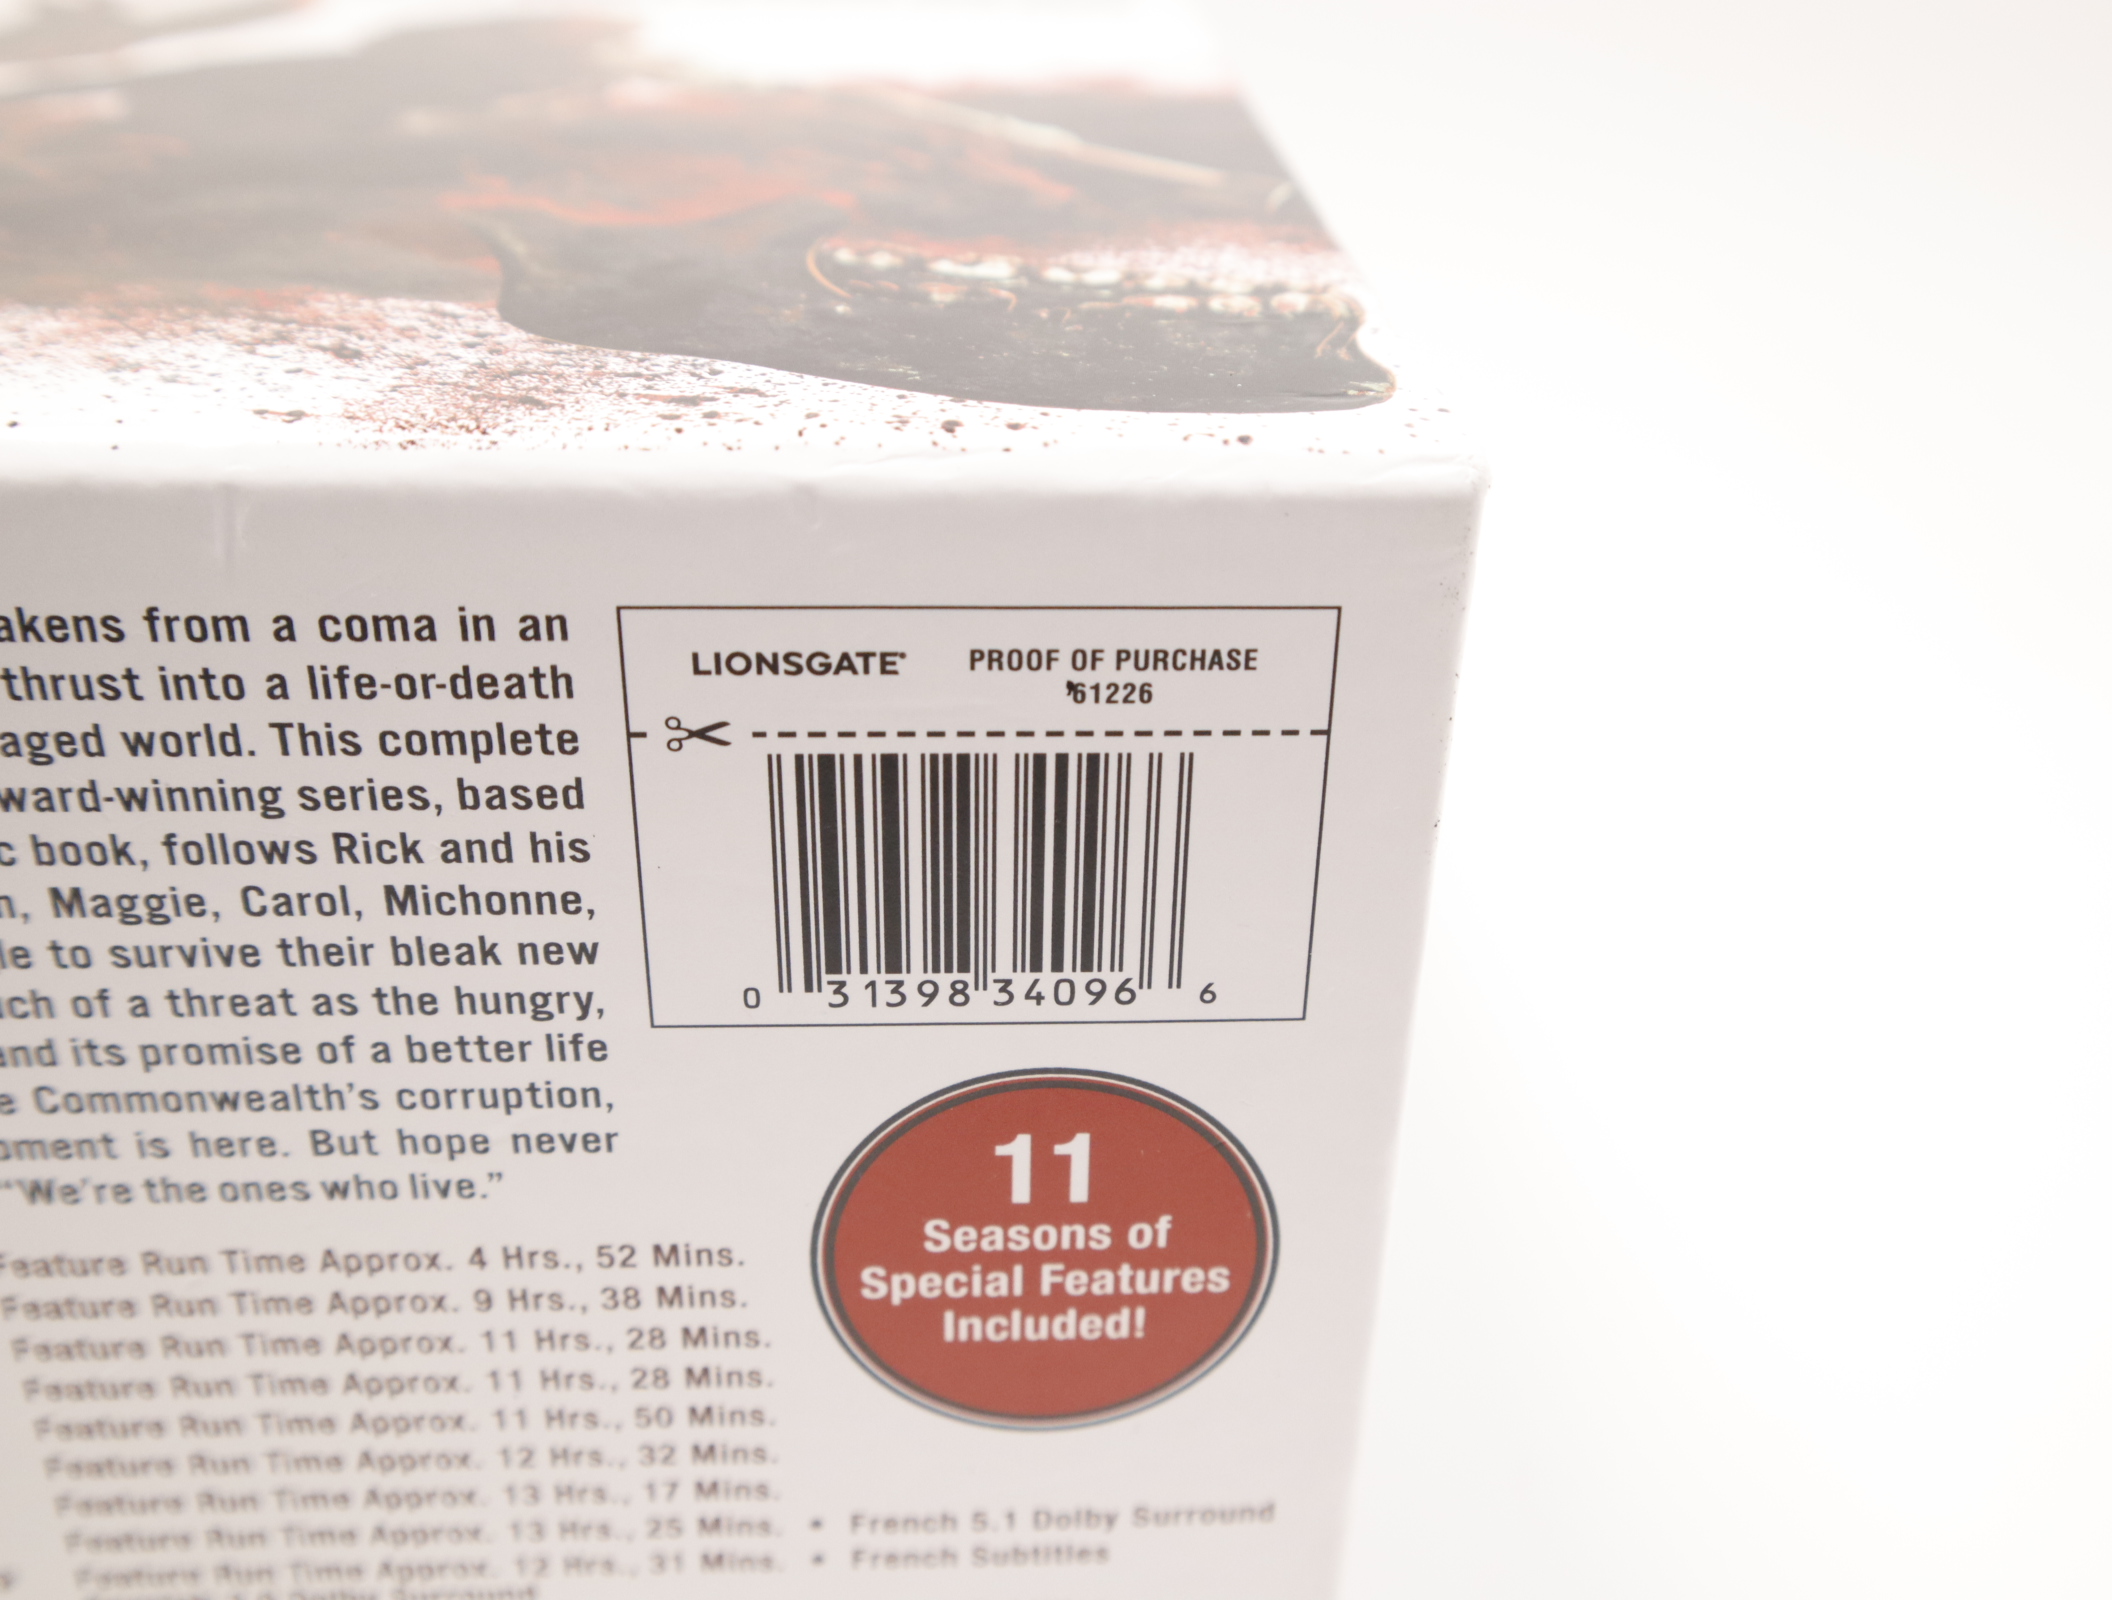 akens from a coma in an
thrust into a life-or-death
aged world. This complete
ward-winning series, based
c book, follows Rick and his
n, Maggie, Carol, Michonne,
le to survive their bleak new
uch of a threat as the hungry,
and its promise of a better life
e Commonwealth's corruption,
oment is here. But hope never
"We're the ones who live."
LIONSGATE
PROOF OF PURCHASE
61226
0 31398 34096 6
11
Seasons of
Special Features
Included!
Feature Run Time Approx. 4 Hrs., 52 Mins.
Feature Run Time Approx. 9 Hrs., 38 Mins.
Feature Run Time Approx. 11 Hrs., 28 Mins.
Feature Run Time Approx. 11 Hrs., 28 Mins.
Feature Run Time Approx. 11 Hrs., 50 Mins.
Feature Run Time Approx. 12 Hrs., 32 Mins.
Feature Run Time Approx. 13 Hrs., 17 Mins.
Feature Run Time Approx. 13 Hrs., 25 Mins. • French 5.1 Dolby Surround
Feature Run Time Approx. 12 Hrs., 31 Mins. • French Subtitles
Dolby Surround